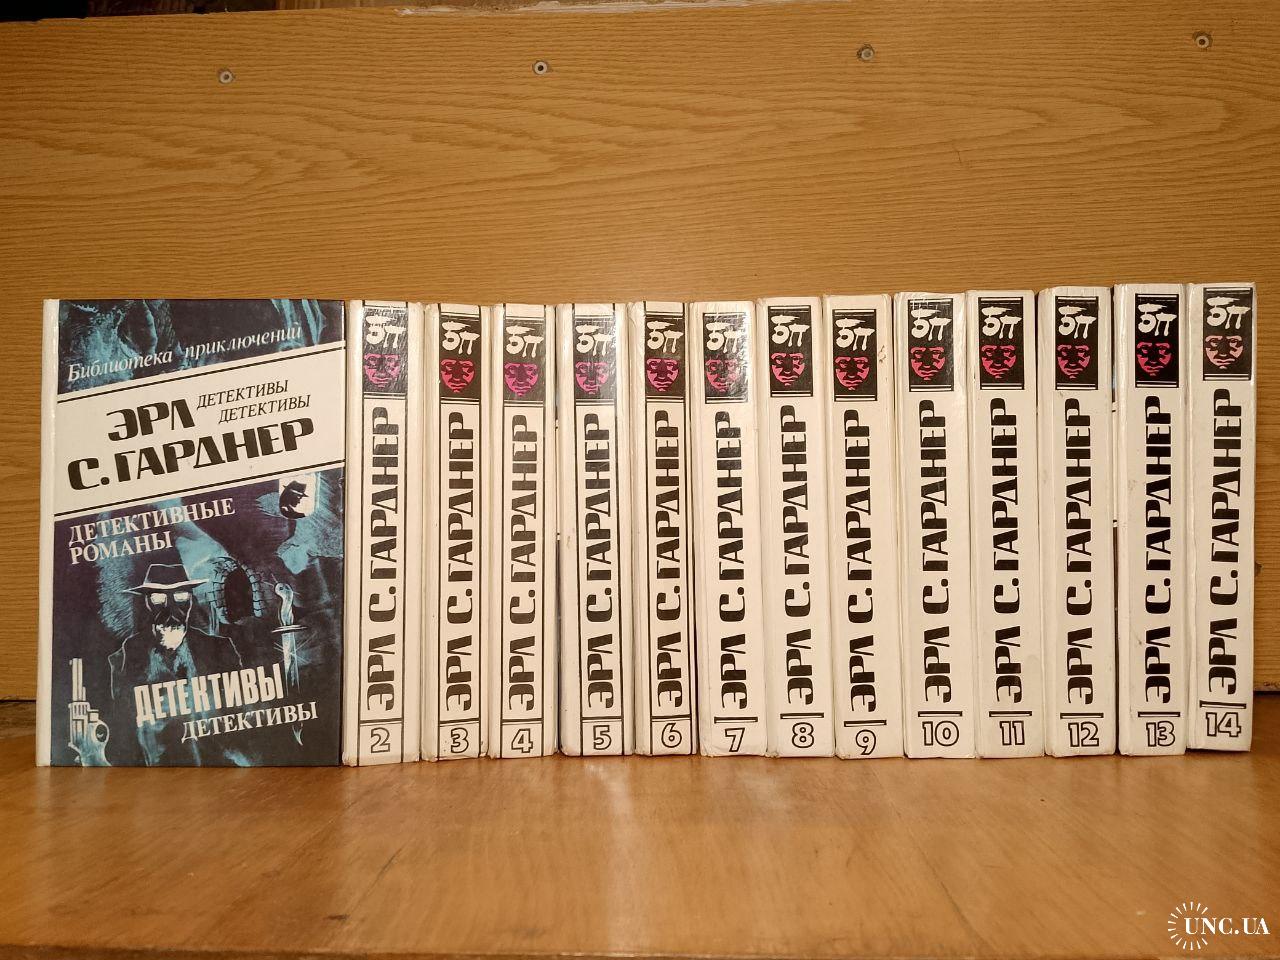 Библиотека приключений
ЭРЛ
ДЕТЕКТИВЫ
ДЕТЕКТИВЫ
С. ГАРДНЕР
ДЕТЕКТИВНЫЕ
РОМАНЫ
ДЕТЕКТИВЫ
ДЕТЕКТИВЫ
БП
ЭРЛ С. ГАРДНЕР
2
БП
ЭРЛ С. ГАРДНЕР
3
БП
ЭРЛ С. ГАРДНЕР
4
БП
ЭРЛ С. ГАРДНЕР
5
БП
ЭРЛ С. ГАРДНЕР
6
БП
ЭРЛ С. ГАРДНЕР
7
БП
ЭРЛ С. ГАРДНЕР
8
БП
ЭРЛ С. ГАРДНЕР
9
БП
ЭРЛ С. ГАРДНЕР
10
БП
ЭРЛ С. ГАРДНЕР
11
БП
ЭРЛ С. ГАРДНЕР
12
БП
ЭРЛ С. ГАРДНЕР
13
БП
ЭРЛ С. ГАРДНЕР
14
UNC.UA